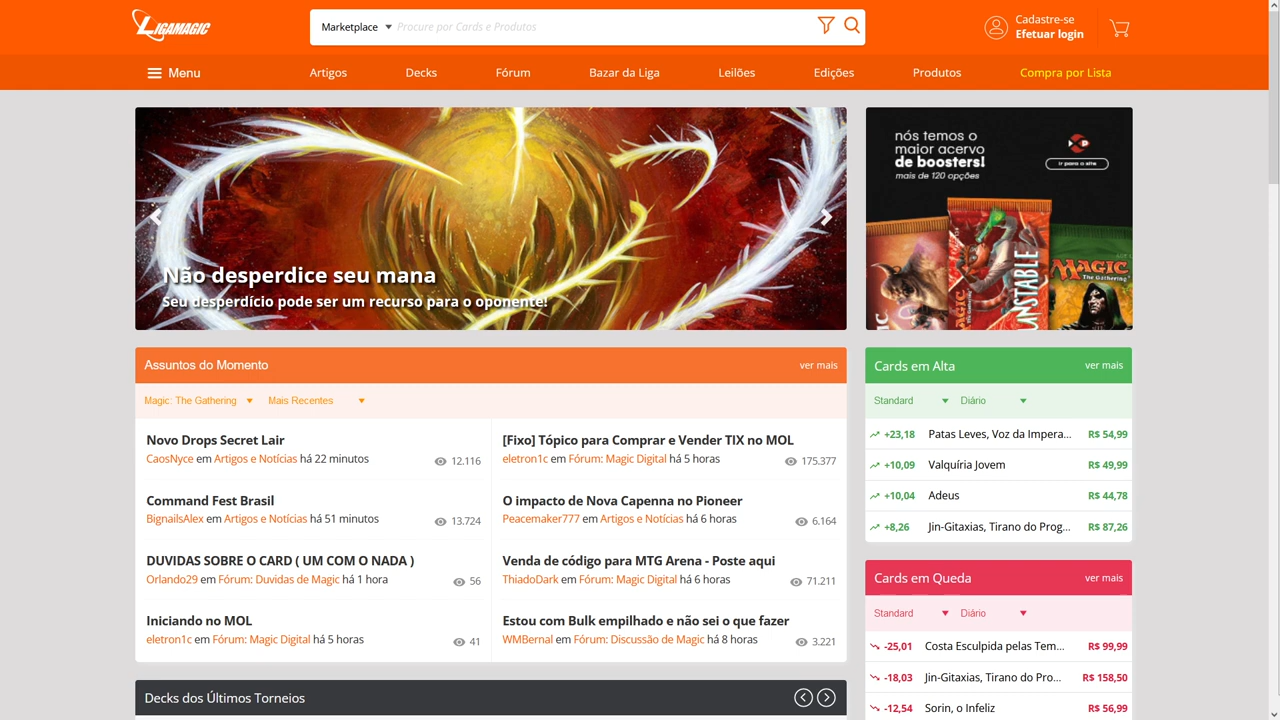 LIGAMAGIC
Marketplace
Procure por Cards e Produtos
Cadastre-se
Efetuar login
Menu
Artigos
Decks
Fórum
Bazar da Liga
Leilões
Edições
Produtos
Compra por Lista
Não desperdice seu mana
Seu desperdício pode ser um recurso para o oponente!
nós temos o
maior acervo
de boosters!
mais de 120 opções
ir para o site
MAGIC
UNSTABLE
MAGIC
The Gathering
Assuntos do Momento
ver mais
Magic: The Gathering
Mais Recentes
Novo Drops Secret Lair
CaosNyce em Artigos e Notícias há 22 minutos
12.116
Command Fest Brasil
BignailsAlex em Artigos e Notícias há 51 minutos
13.724
DUVIDAS SOBRE O CARD ( UM COM O NADA )
Orlando29 em Fórum: Duvidas de Magic há 1 hora
56
Iniciando no MOL
eletron1c em Fórum: Magic Digital há 5 horas
41
[Fixo] Tópico para Comprar e Vender TIX no MOL
eletron1c em Fórum: Magic Digital há 5 horas
175.377
O impacto de Nova Capenna no Pioneer
Peacemaker777 em Artigos e Notícias há 6 horas
6.164
Venda de código para MTG Arena - Poste aqui
ThiadoDark em Fórum: Magic Digital há 6 horas
71.211
Estou com Bulk empilhado e não sei o que fazer
WMBernal em Fórum: Discussão de Magic há 8 horas
3.221
Cards em Alta
ver mais
Standard
Diário
+23,18 Patas Leves, Voz da Impera... R$ 54,99
+10,09 Valquíria Jovem R$ 49,99
+10,04 Adeus R$ 44,78
+8,26 Jin-Gitaxias, Tirano do Prog... R$ 87,26
Cards em Queda
ver mais
Standard
Diário
-25,01 Costa Esculpida pelas Tem... R$ 99,99
-18,03 Jin-Gitaxias, Tirano do Pro... R$ 158,50
-12,54 Sorin, o Infeliz R$ 56,99
Decks dos Últimos Torneios